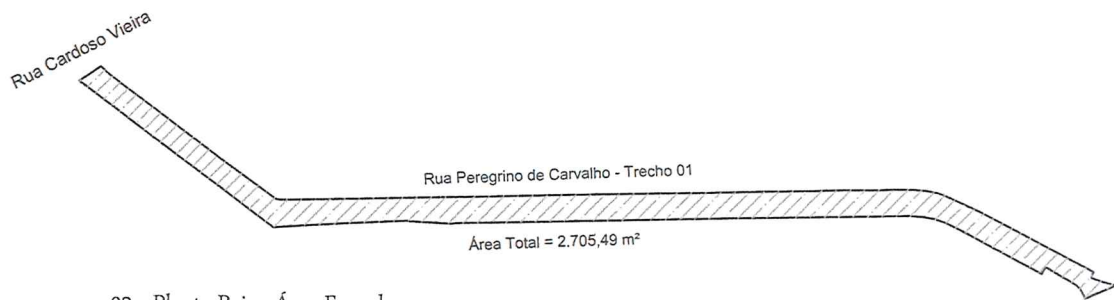 Rua Cardoso Vieira
Rua Peregrino de Carvalho - Trecho 01
Área Total = 2.705,49 m²